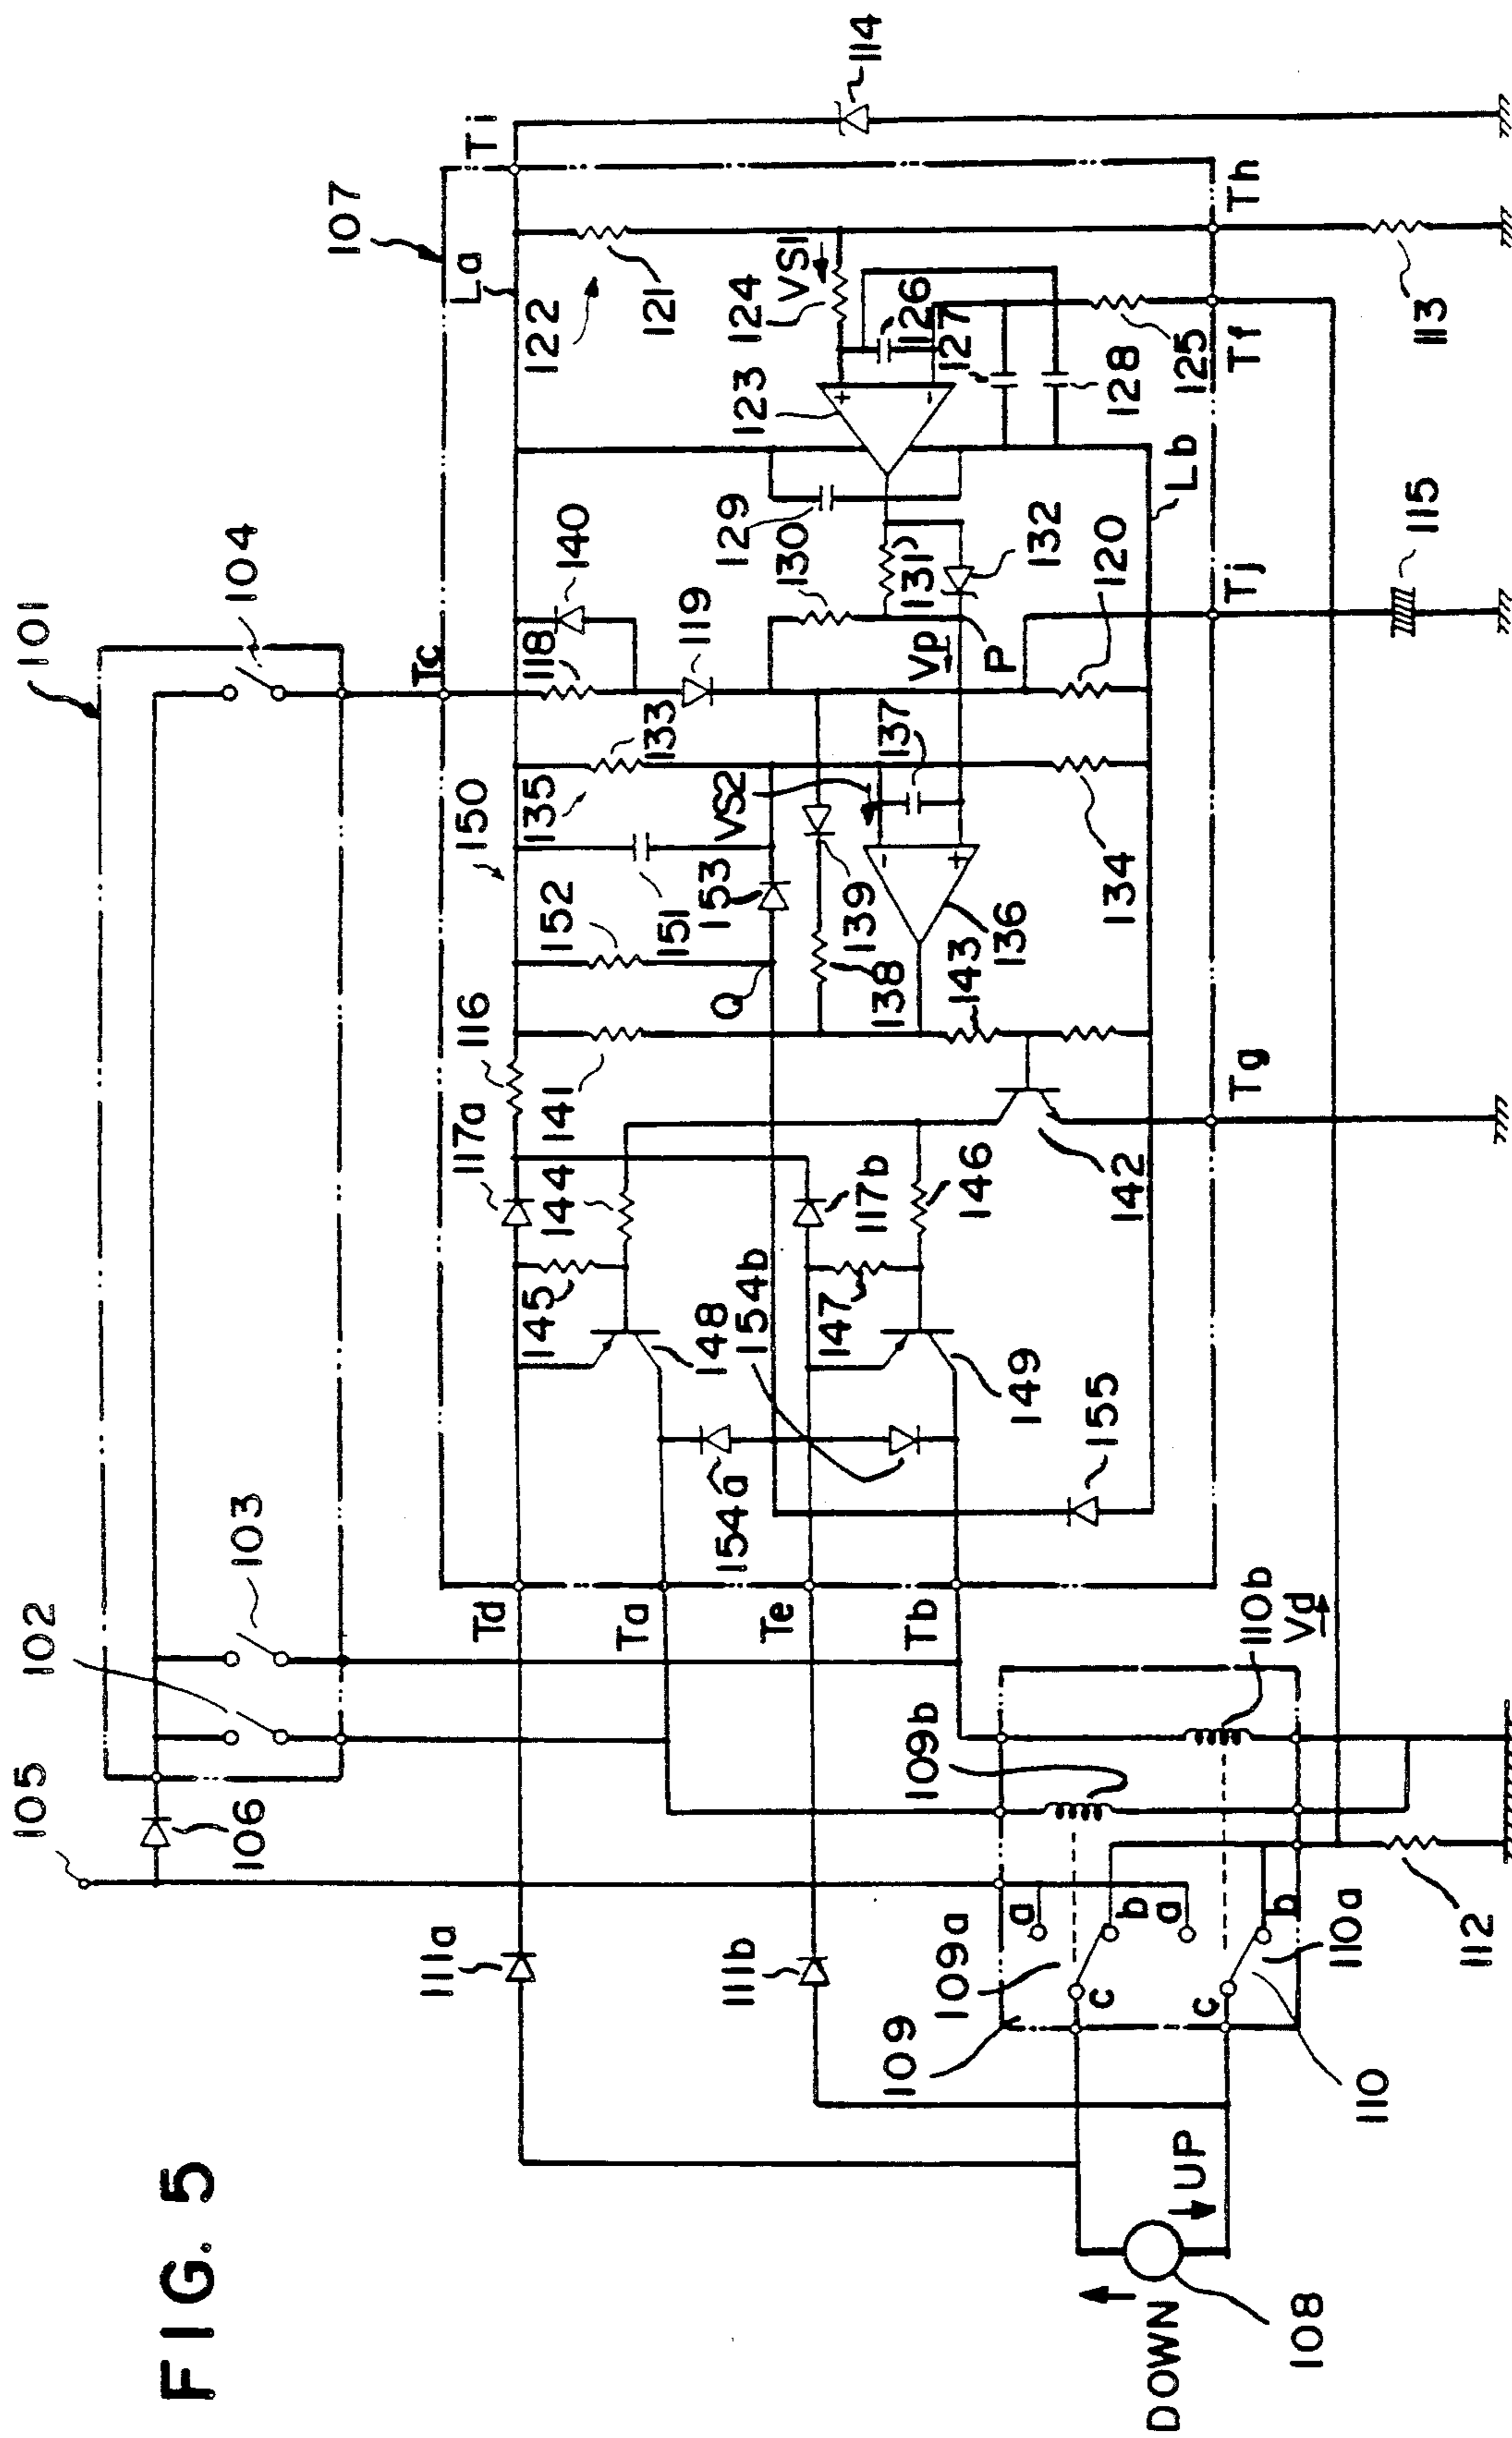 FIG. 5
101
102
103
104
105
106
107
La
Ti
114
122
121
124
VS1
126
127
123
128
125
Th
Tf
113
Lb
129
130
131
132
140
118
119
Tc
120
Tj
115
Vp
P
133
135
150
VS2
137
134
151
152
153
139
138
136
143
Q
116
117a
141
144
117b
146
142
Tg
145
148
154b
147
149
154a
155
Td
Ta
Te
Tb
110b
Vd
109b
111a
111b
109a
109
a
b
a
b
c
c
110a
110
112
UP
DOWN
108
+
-
-
+